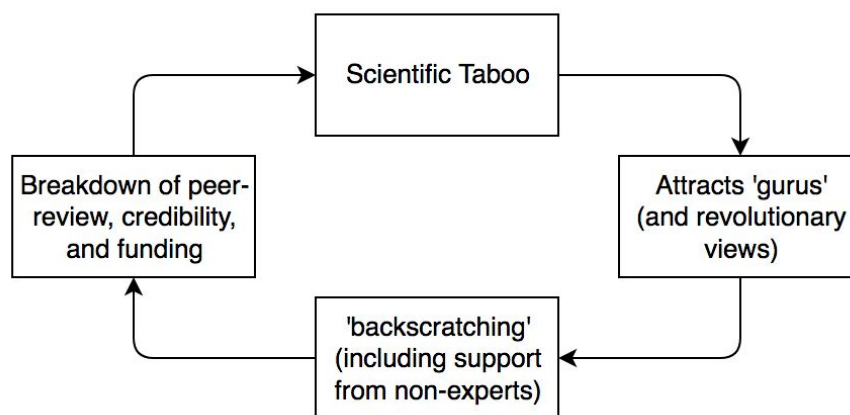 Scientific Taboo
Attracts 'gurus'
(and revolutionary
views)
'backscratching'
(including support
from non-experts)
Breakdown of peer-
review, credibility,
and funding